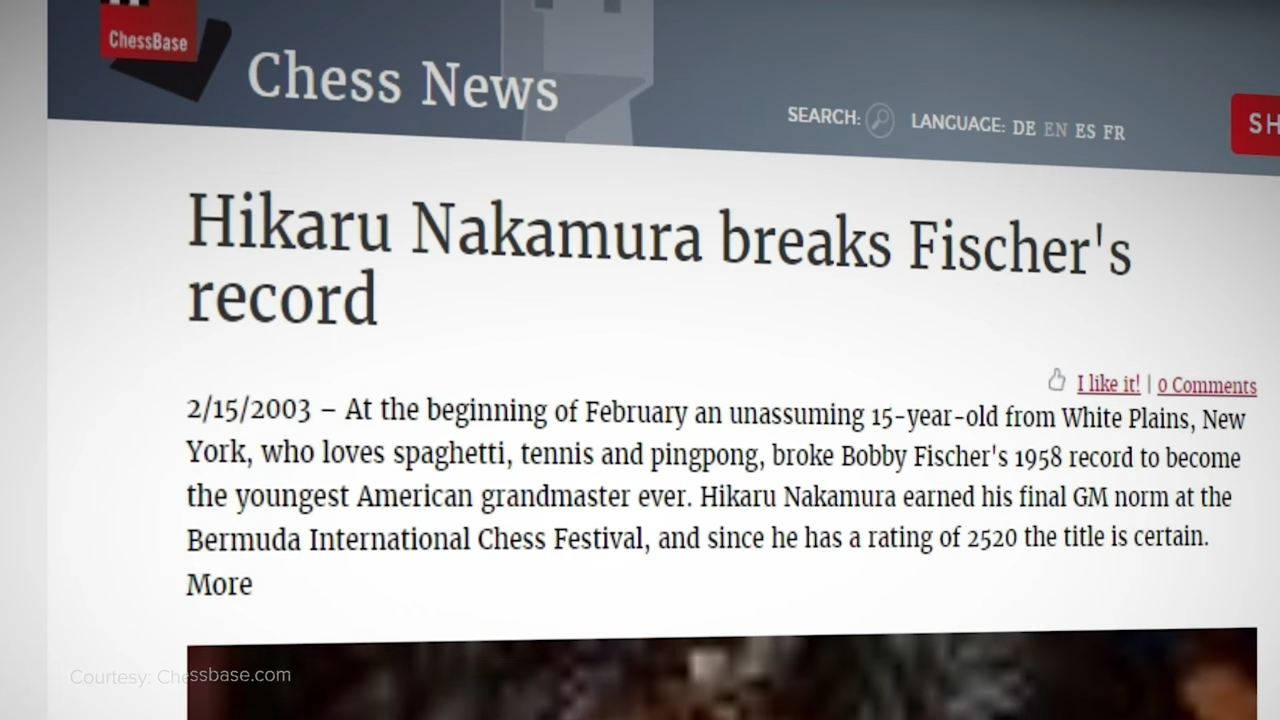 ChessBase
Chess News
SEARCH:
LANGUAGE: DE EN ES FR
SH
Hikaru Nakamura breaks Fischer's
record
I like it! | 0 Comments
2/15/2003 – At the beginning of February an unassuming 15-year-old from White Plains, New
York, who loves spaghetti, tennis and pingpong, broke Bobby Fischer's 1958 record to become
the youngest American grandmaster ever. Hikaru Nakamura earned his final GM norm at the
Bermuda International Chess Festival, and since he has a rating of 2520 the title is certain.
More
Courtesy: Chessbase.com